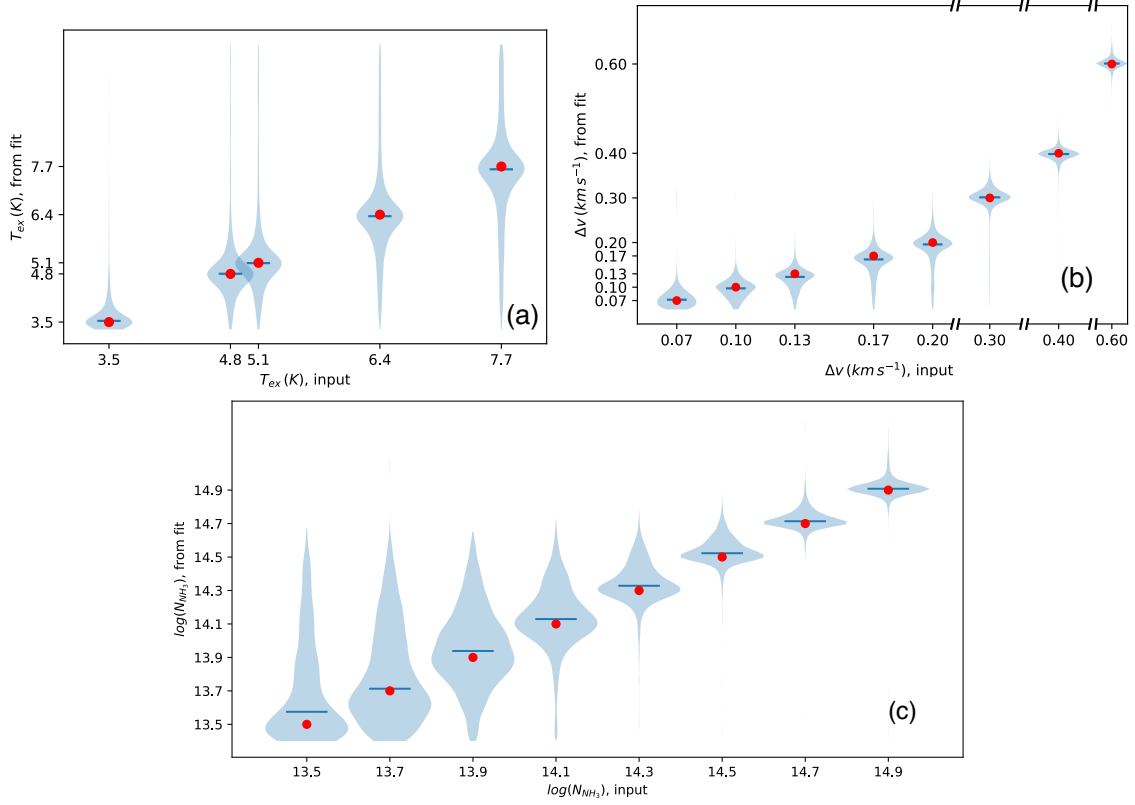 7.7
6.4
5.1
4.8
3.5
T_ex (K), from fit
3.5 4.8 5.1 6.4 7.7
T_ex (K), input
(a)
0.60
0.40
0.30
0.20
0.17
0.13
0.10
0.07
Δv (km s⁻¹), from fit
0.07 0.10 0.13 0.17 0.20 0.30 0.40 0.60
Δv (km s⁻¹), input
(b)
14.9
14.7
14.5
14.3
14.1
13.9
13.7
13.5
log(N_NH₃), from fit
13.5 13.7 13.9 14.1 14.3 14.5 14.7 14.9
log(N_NH₃), input
(c)